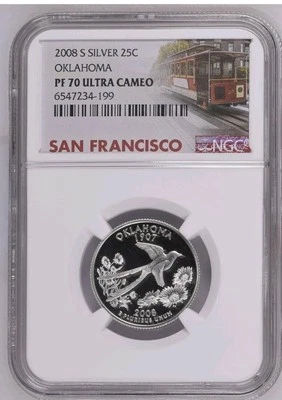 2008 S SILVER 25C
OKLAHOMA
PF 70 ULTRA CAMEO
6547234-199
SAN FRANCISCO
NGC
OKLAHOMA
1907
2008
E PLURIBUS UNUM